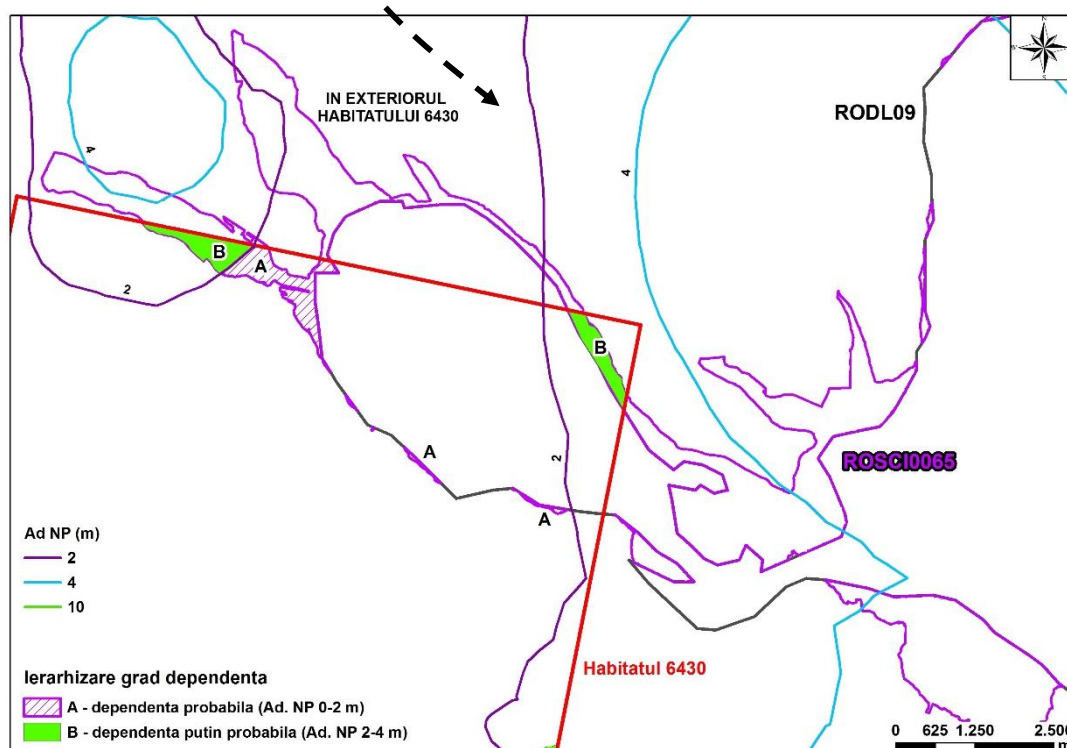 IN EXTERIORUL
HABITATULUI 6430
RODL09
4
4
B
A
2
B
ROSCI0065
A
2
A
Ad NP (m)
2
4
10
Habitatul 6430
Ierarhizare grad dependenta
A - dependenta probabila (Ad. NP 0-2 m)
B - dependenta putin probabila (Ad. NP 2-4 m)
0 625 1.250 2.500
m